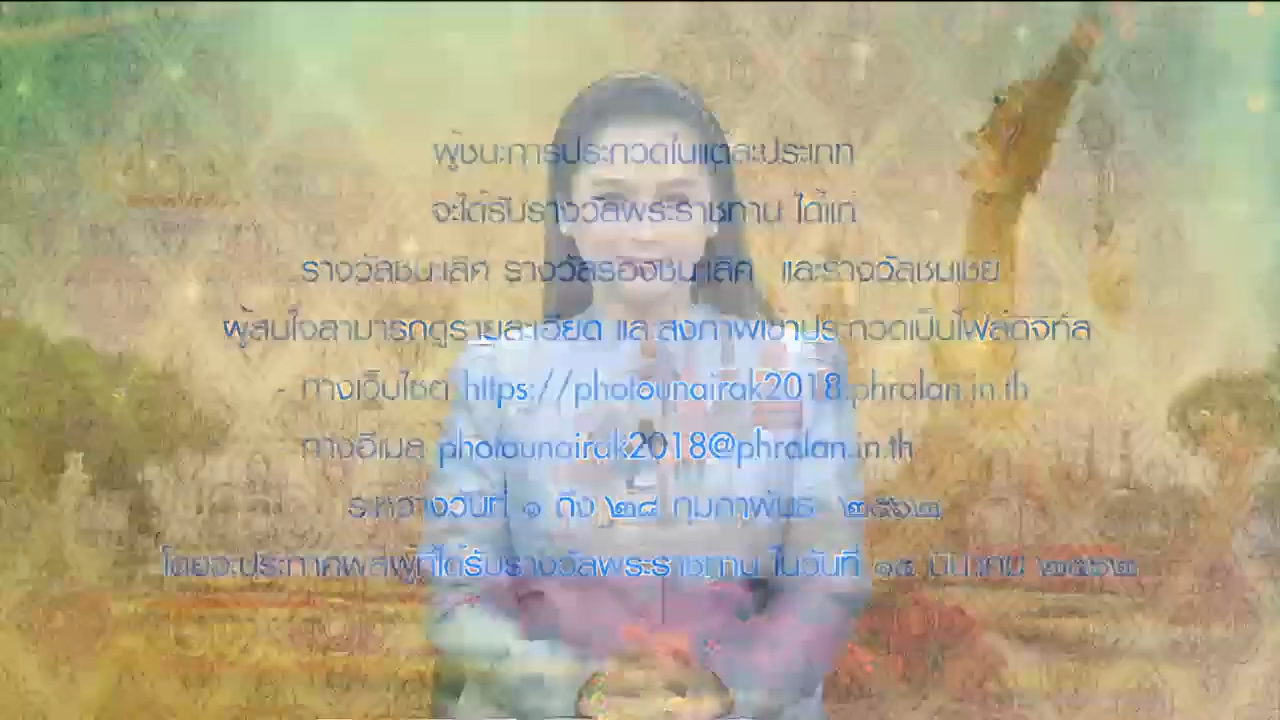 ผู้ชนะการประกวดในแต่ละประเภท
จะได้รับรางวัลพระราชทาน ได้แก่
รางวัลชนะเลิศ รางวัลรองชนะเลิศ และรางวัลชมเชย
ผู้สนใจสามารถดูรายละเอียด และส่งภาพเข้าประกวดเป็นไฟล์ดิจิทัล
- ทางเว็บไซต์ https://photounairak2018.phralan.in.th
ทางอีเมล photounairak2018@phralan.in.th
ระหว่างวันที่ ๑ ถึง ๒๘ กุมภาพันธ์ ๒๕๖๒
โดยจะประกาศผลผู้ที่ได้รับรางวัลพระราชทาน ในวันที่ ๑๕ มีนาคม ๒๕๖๒